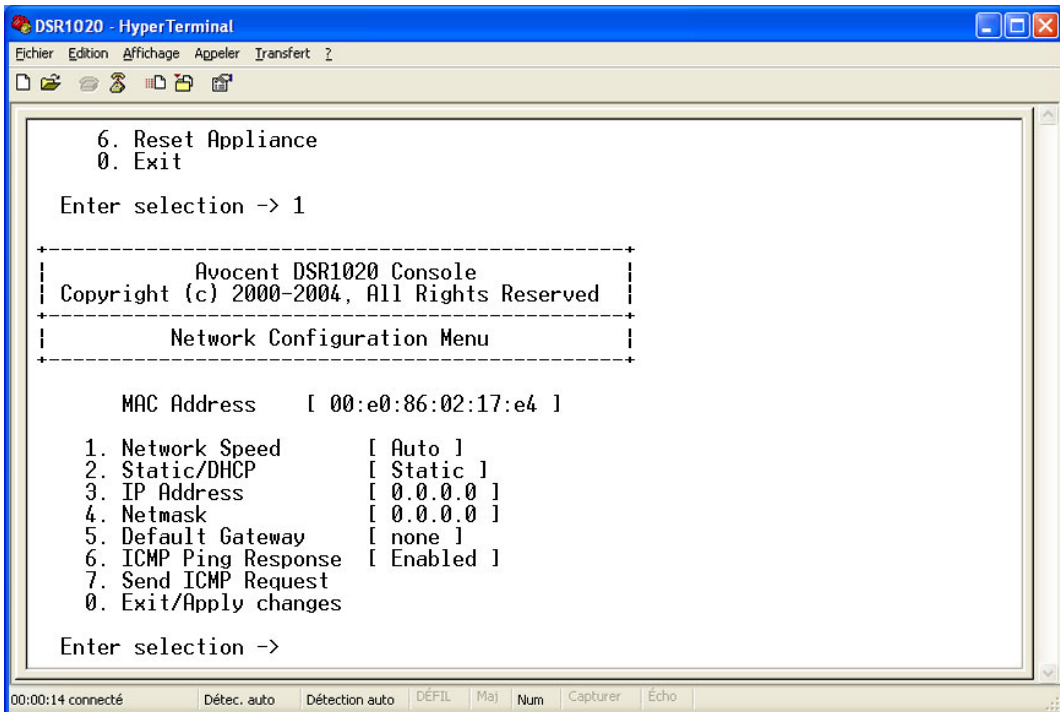 DSR1020 - HyperTerminal
Fichier Edition Affichage Appeler Transfert ?
6. Reset Appliance
0. Exit
Enter selection -> 1
+-----------------------------------------------+
| Avocent DSR1020 Console |
| Copyright (c) 2000-2004, All Rights Reserved |
+-----------------------------------------------+
| Network Configuration Menu |
+-----------------------------------------------+
MAC Address [ 00:e0:86:02:17:e4 ]
1. Network Speed [ Auto ]
2. Static/DHCP [ Static ]
3. IP Address [ 0.0.0.0 ]
4. Netmask [ 0.0.0.0 ]
5. Default Gateway [ none ]
6. ICMP Ping Response [ Enabled ]
7. Send ICMP Request
0. Exit/Apply changes
Enter selection ->
00:00:14 connecté Détec. auto Détection auto DÉFIL Maj Num Capturer Écho